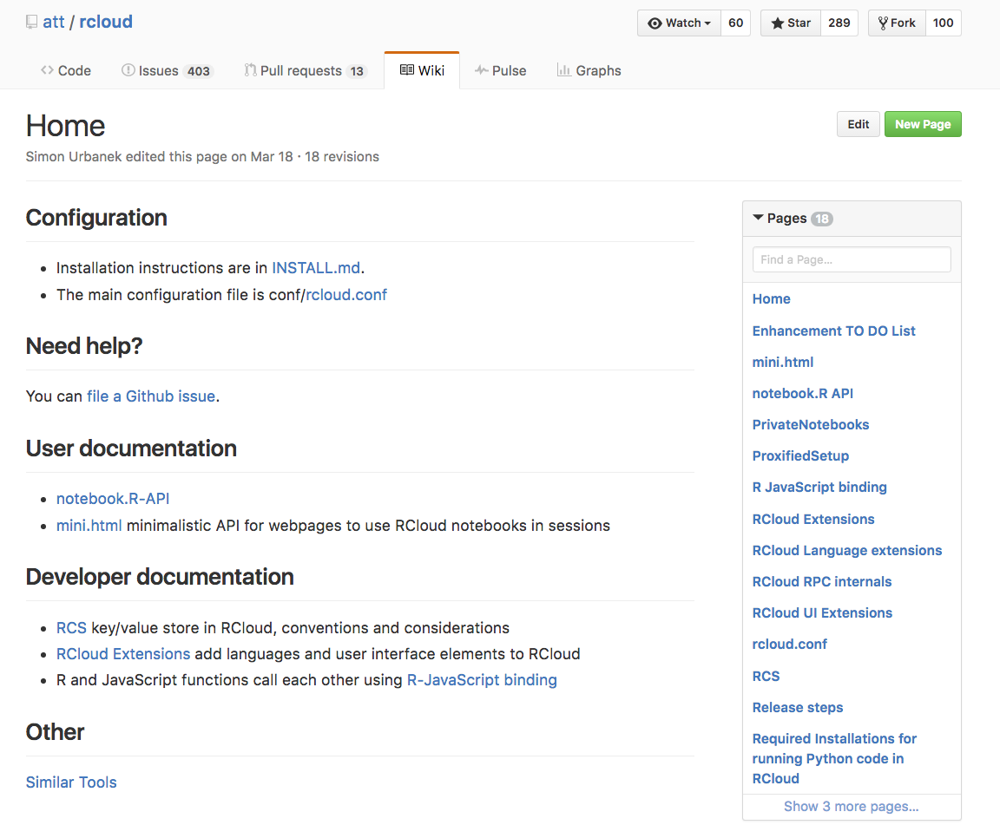 att / rcloud
Watch 60 Star 289 Fork 100
Code Issues 403 Pull requests 13 Wiki Pulse Graphs
Home
Edit New Page
Simon Urbanek edited this page on Mar 18 · 18 revisions
Configuration
• Installation instructions are in INSTALL.md.
• The main configuration file is conf/rcloud.conf
Need help?
You can file a Github issue.
User documentation
• notebook.R-API
• mini.html minimalistic API for webpages to use RCloud notebooks in sessions
Developer documentation
• RCS key/value store in RCloud, conventions and considerations
• RCloud Extensions add languages and user interface elements to RCloud
• R and JavaScript functions call each other using R-JavaScript binding
Other
Similar Tools
Pages 18
Find a Page...
Home
Enhancement TO DO List
mini.html
notebook.R API
PrivateNotebooks
ProxifiedSetup
R JavaScript binding
RCloud Extensions
RCloud Language extensions
RCloud RPC internals
RCloud UI Extensions
rcloud.conf
RCS
Release steps
Required Installations for
running Python code in
RCloud
Show 3 more pages...